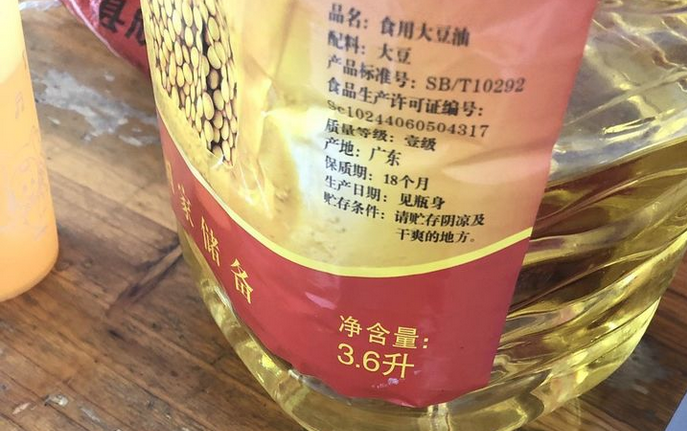 品名：食用大豆油
配料：大豆
产品标准号：SB/T10292
食品生产许可证编号：
Sc10244060504317
质量等级：壹级
产地：广东
保质期：18个月
生产日期：见瓶身
贮存条件：请贮存阴凉及
干爽的地方。
家储备
净含量：
3.6升